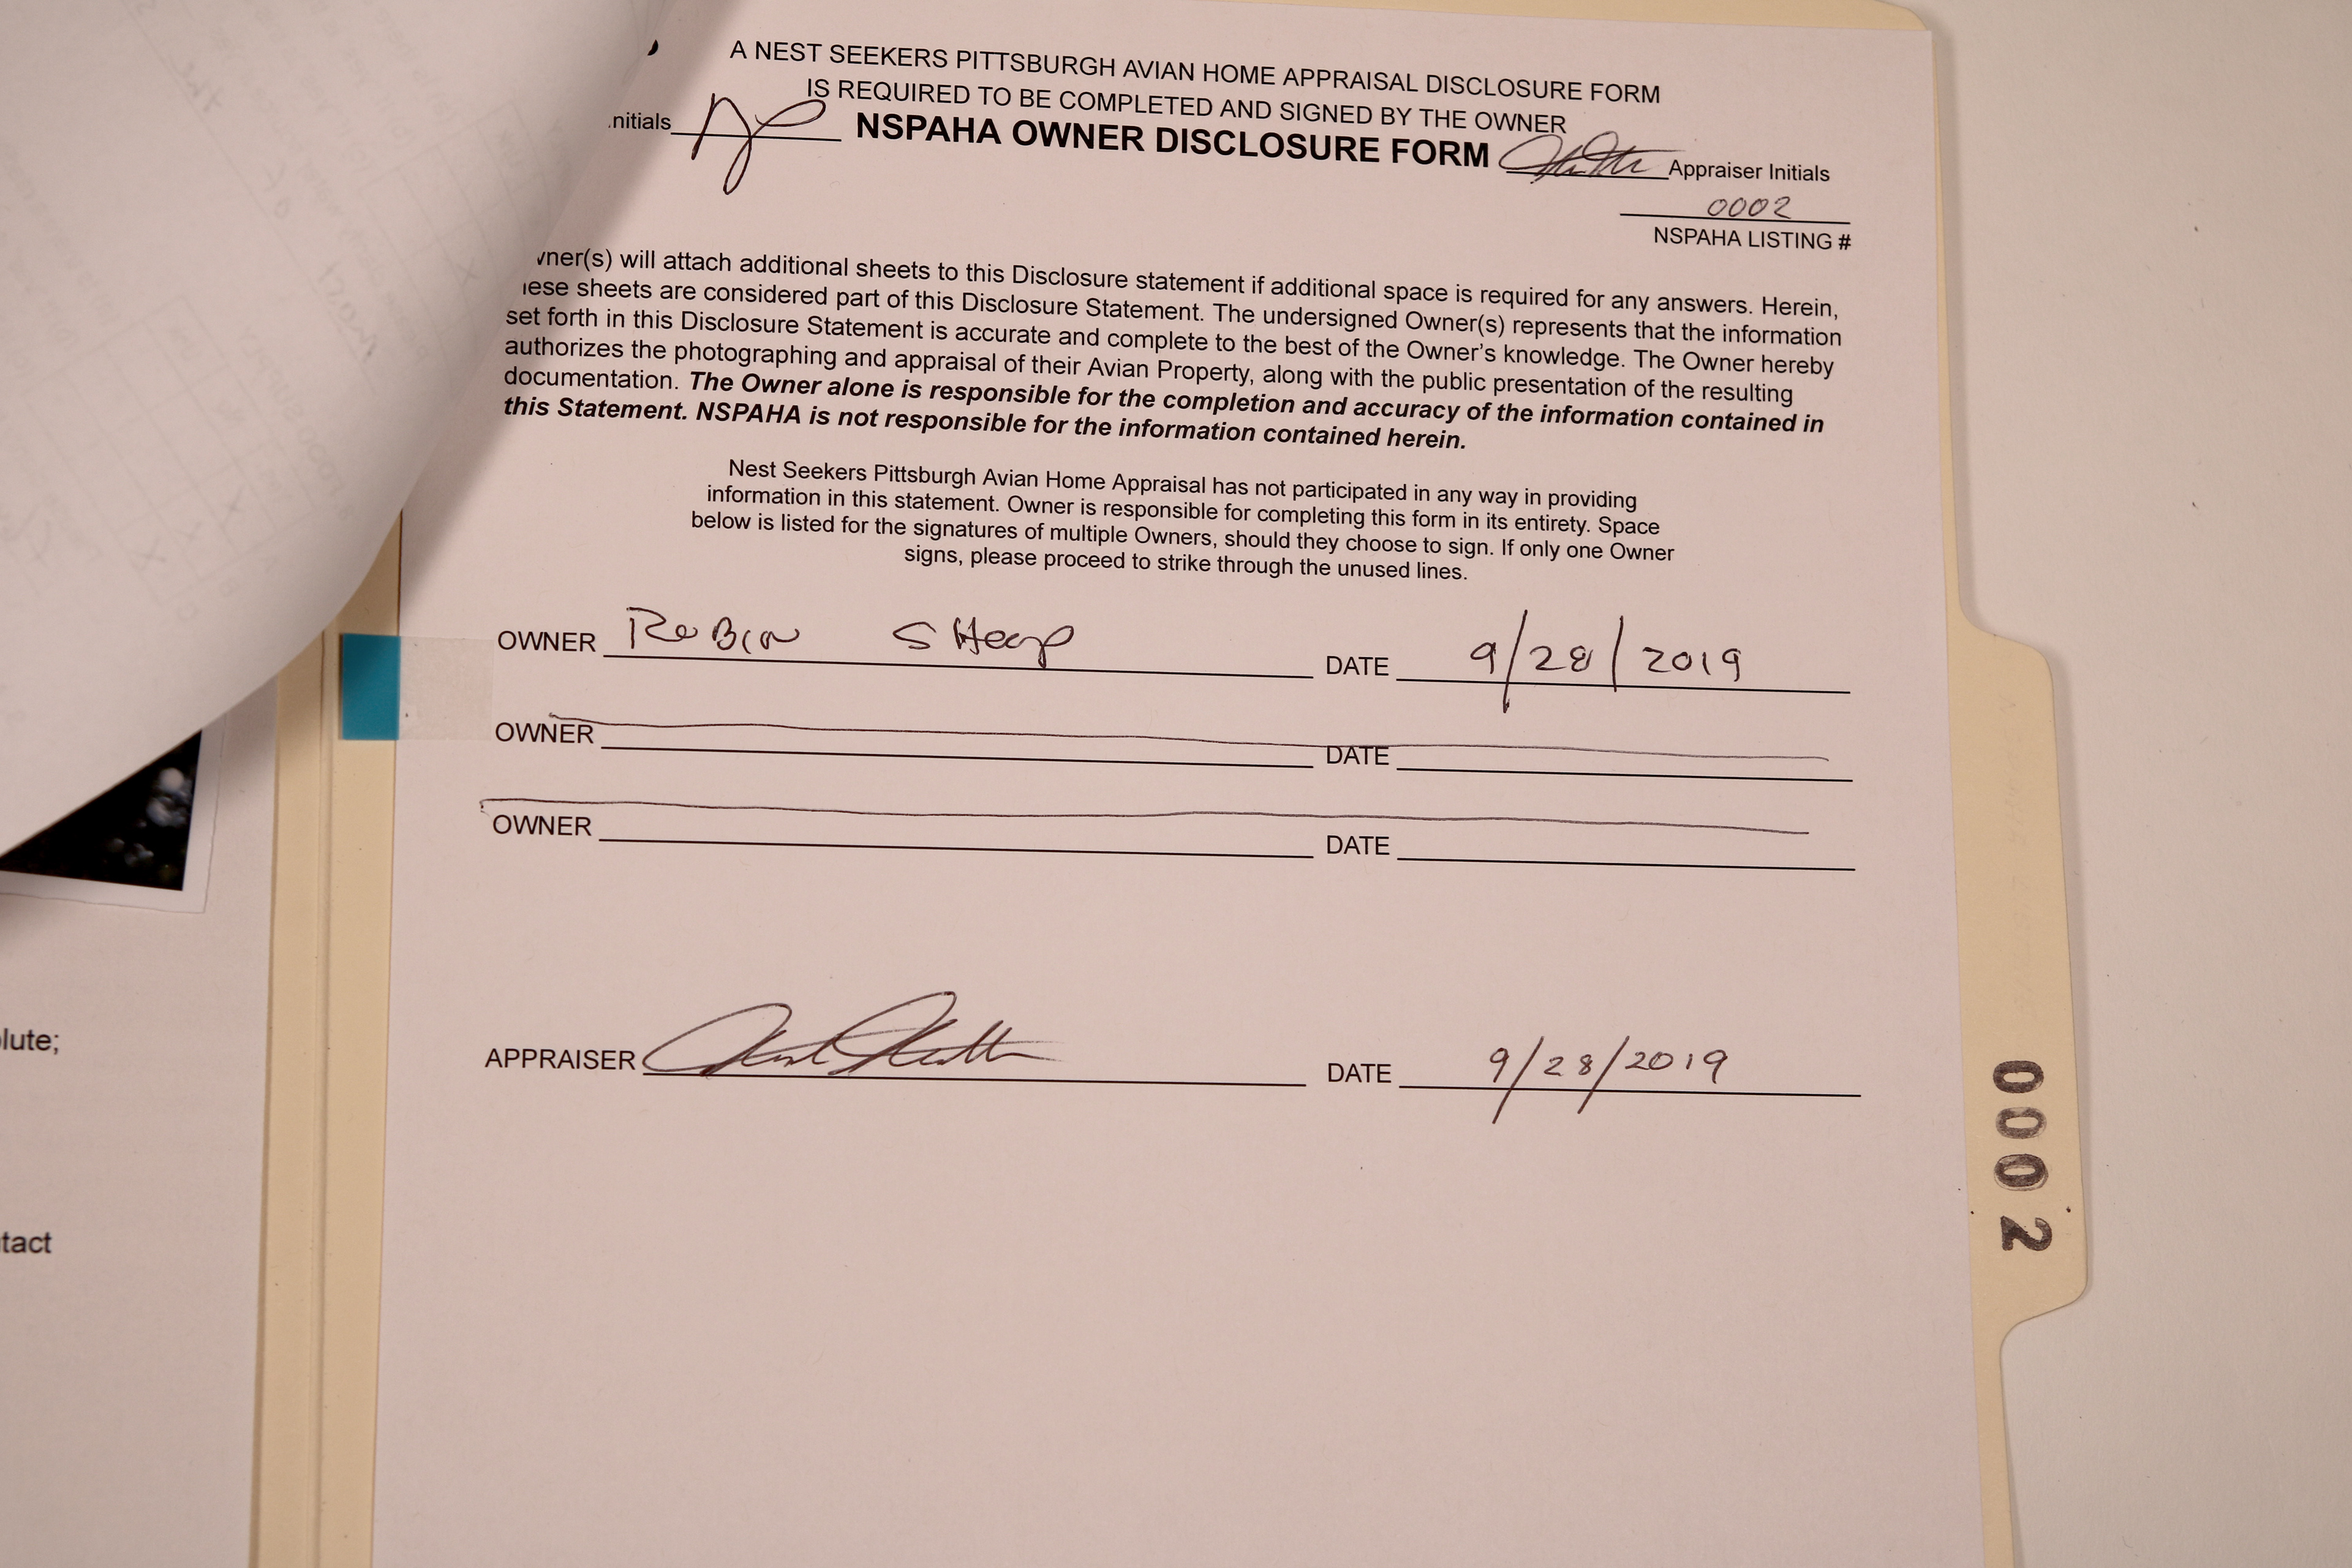 A NEST SEEKERS PITTSBURGH AVIAN HOME APPRAISAL DISCLOSURE FORM
IS REQUIRED TO BE COMPLETED AND SIGNED BY THE OWNER
nitials NSPAHA OWNER DISCLOSURE FORM Appraiser Initials
0002
NSPAHA LISTING #
wner(s) will attach additional sheets to this Disclosure statement if additional space is required for any answers. Herein,
ese sheets are considered part of this Disclosure Statement. The undersigned Owner(s) represents that the information
set forth in this Disclosure Statement is accurate and complete to the best of the Owner's knowledge. The Owner hereby
authorizes the photographing and appraisal of their Avian Property, along with the public presentation of the resulting
documentation. The Owner alone is responsible for the completion and accuracy of the information contained in
this Statement. NSPAHA is not responsible for the information contained herein.
Nest Seekers Pittsburgh Avian Home Appraisal has not participated in any way in providing
information in this statement. Owner is responsible for completing this form in its entirety. Space
below is listed for the signatures of multiple Owners, should they choose to sign. If only one Owner
signs, please proceed to strike through the unused lines.
OWNER RoBin SHeap DATE 9/28/2019
OWNER DATE
OWNER DATE
APPRAISER DATE 9/28/2019
0002
lute;
tact